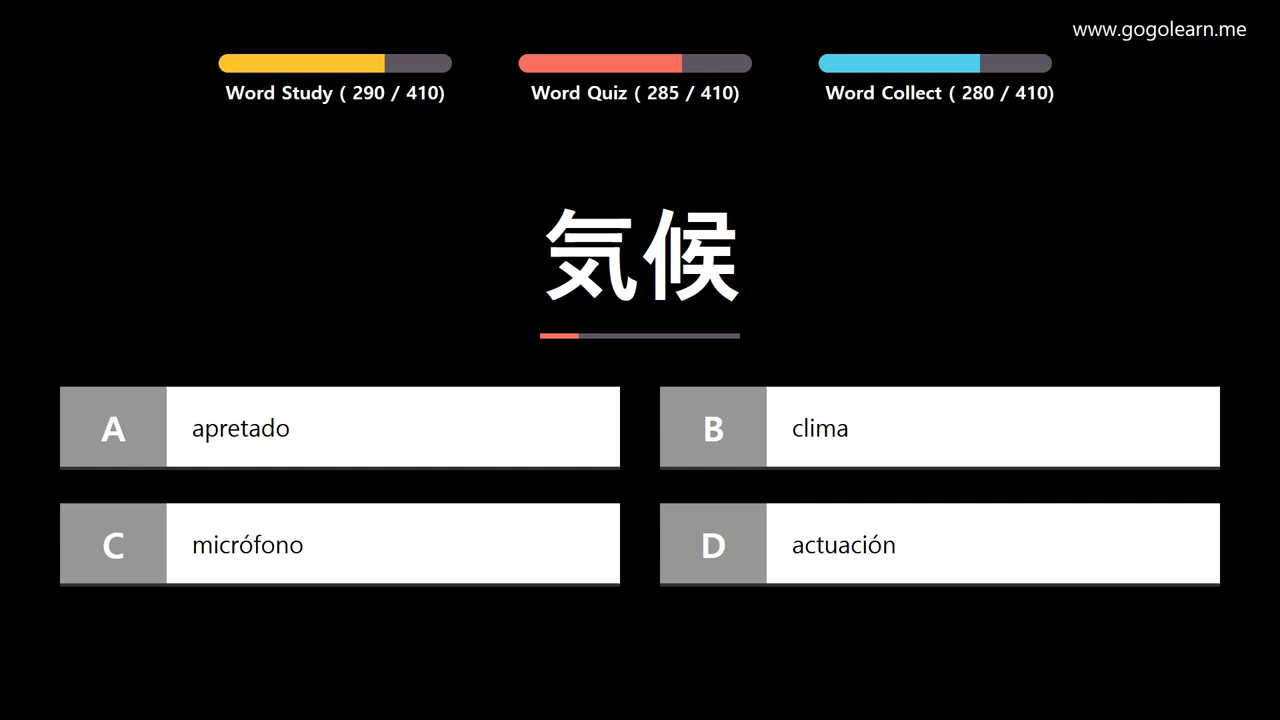 www.gogolearn.me
Word Study ( 290 / 410)
Word Quiz ( 285 / 410)
Word Collect ( 280 / 410)
気候
A apretado
B clima
C micrófono
D actuación